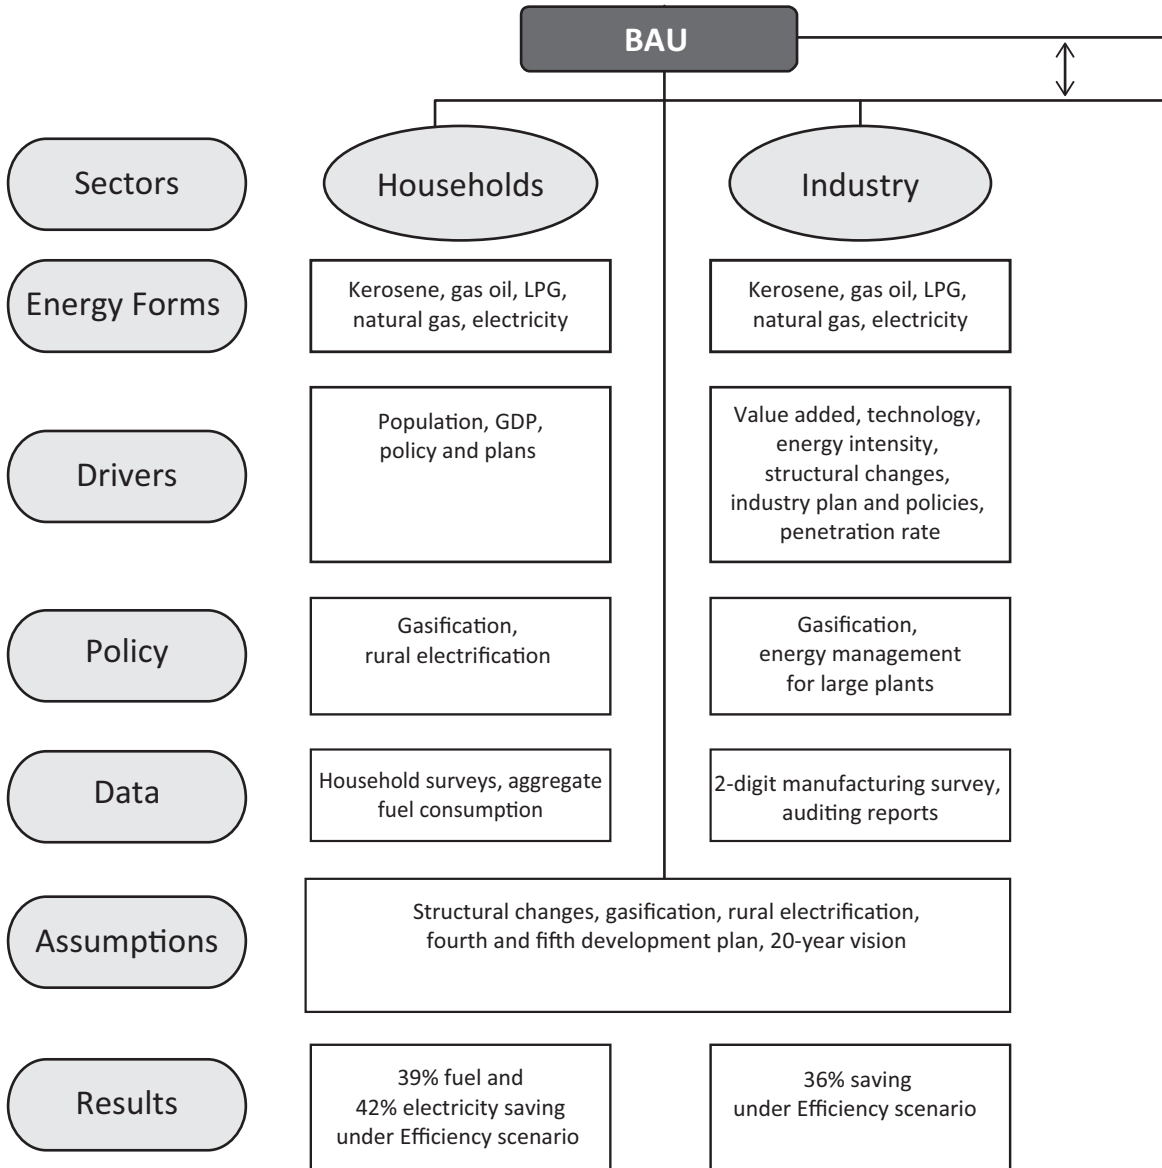 BAU
Sectors
Households
Industry
Energy Forms
Kerosene, gas oil, LPG,
natural gas, electricity
Kerosene, gas oil, LPG,
natural gas, electricity
Drivers
Population, GDP,
policy and plans
Value added, technology,
energy intensity,
structural changes,
industry plan and policies,
penetration rate
Policy
Gasification,
rural electrification
Gasification,
energy management
for large plants
Data
Household surveys, aggregate
fuel consumption
2-digit manufacturing survey,
auditing reports
Assumptions
Structural changes, gasification, rural electrification,
fourth and fifth development plan, 20-year vision
Results
39% fuel and
42% electricity saving
under Efficiency scenario
36% saving
under Efficiency scenario